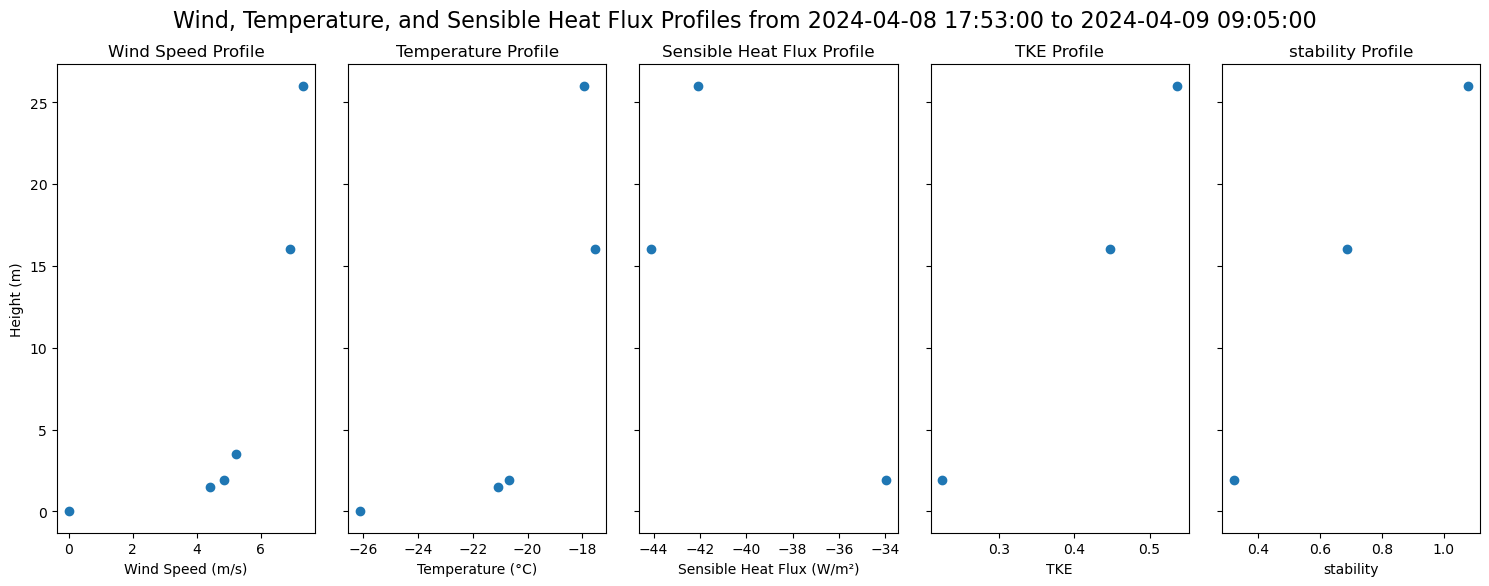 Wind, Temperature, and Sensible Heat Flux Profiles from 2024-04-08 17:53:00 to 2024-04-09 09:05:00
Wind Speed Profile
Temperature Profile
Sensible Heat Flux Profile
TKE Profile
stability Profile
25
20
15
10
5
0
Height (m)
0 2 4 6
−26 −24 −22 −20 −18
−44 −42 −40 −38 −36 −34
0.3 0.4 0.5
0.4 0.6 0.8 1.0
Wind Speed (m/s)
Temperature (°C)
Sensible Heat Flux (W/m²)
TKE
stability